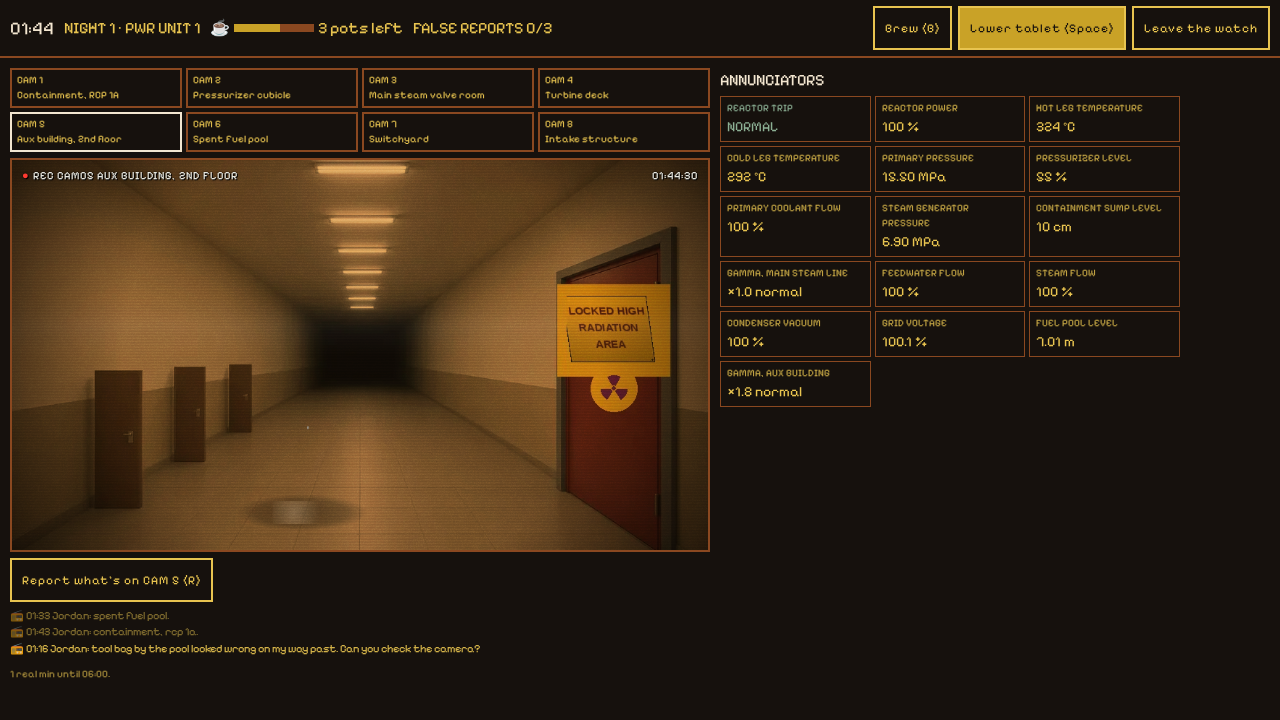 01:44 NIGHT 1 · PWR UNIT 1 ☕ 3 pots left FALSE REPORTS 0/3
Brew (B)
Lower tablet (Space)
Leave the watch
CAM 1
Containment, RCP 1A
CAM 2
Pressurizer cubicle
CAM 3
Main steam valve room
CAM 4
Turbine deck
CAM 5
Aux building, 2nd floor
CAM 6
Spent fuel pool
CAM 7
Switchyard
CAM 8
Intake structure
REC CAM05 AUX BUILDING, 2ND FLOOR
01:44:30
LOCKED HIGH
RADIATION
AREA
Report what's on CAM 5 (R)
📻 01:33 Jordan: spent fuel pool.
📻 01:43 Jordan: containment, rcp 1a.
📻 01:16 Jordan: tool bag by the pool looked wrong on my way past. Can you check the camera?
1 real min until 06:00.
ANNUNCIATORS
REACTOR TRIP
NORMAL
REACTOR POWER
100 %
HOT LEG TEMPERATURE
324 °C
COLD LEG TEMPERATURE
292 °C
PRIMARY PRESSURE
15.50 MPa
PRESSURIZER LEVEL
55 %
PRIMARY COOLANT FLOW
100 %
STEAM GENERATOR
PRESSURE
6.90 MPa
CONTAINMENT SUMP LEVEL
10 cm
GAMMA, MAIN STEAM LINE
×1.0 normal
FEEDWATER FLOW
100 %
STEAM FLOW
100 %
CONDENSER VACUUM
100 %
GRID VOLTAGE
100.1 %
FUEL POOL LEVEL
7.01 m
GAMMA, AUX BUILDING
×1.8 normal